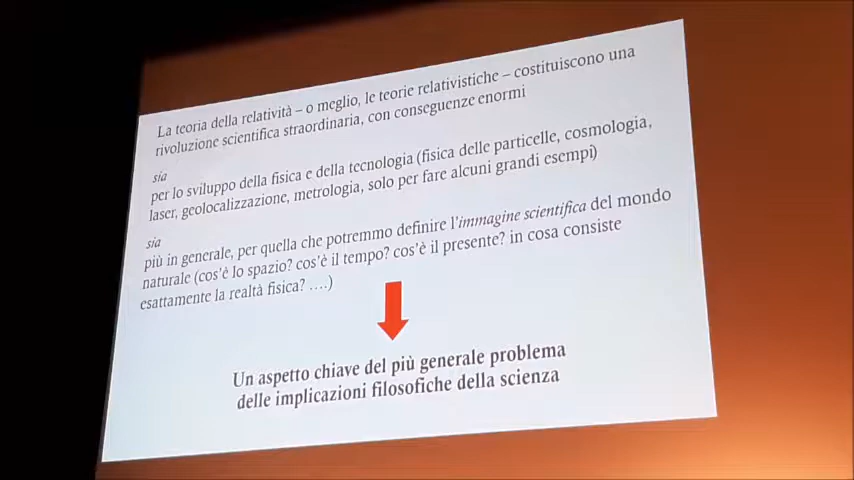 La teoria della relatività – o meglio, le teorie relativistiche – costituiscono una
rivoluzione scientifica straordinaria, con conseguenze enormi
sia
per lo sviluppo della fisica e della tecnologia (fisica delle particelle, cosmologia,
laser, geolocalizzazione, metrologia, solo per fare alcuni grandi esempi)
sia
più in generale, per quella che potremmo definire l'immagine scientifica del mondo
naturale (cos'è lo spazio? cos'è il tempo? cos'è il presente? in cosa consiste
esattamente la realtà fisica? ....)
Un aspetto chiave del più generale problema
delle implicazioni filosofiche della scienza